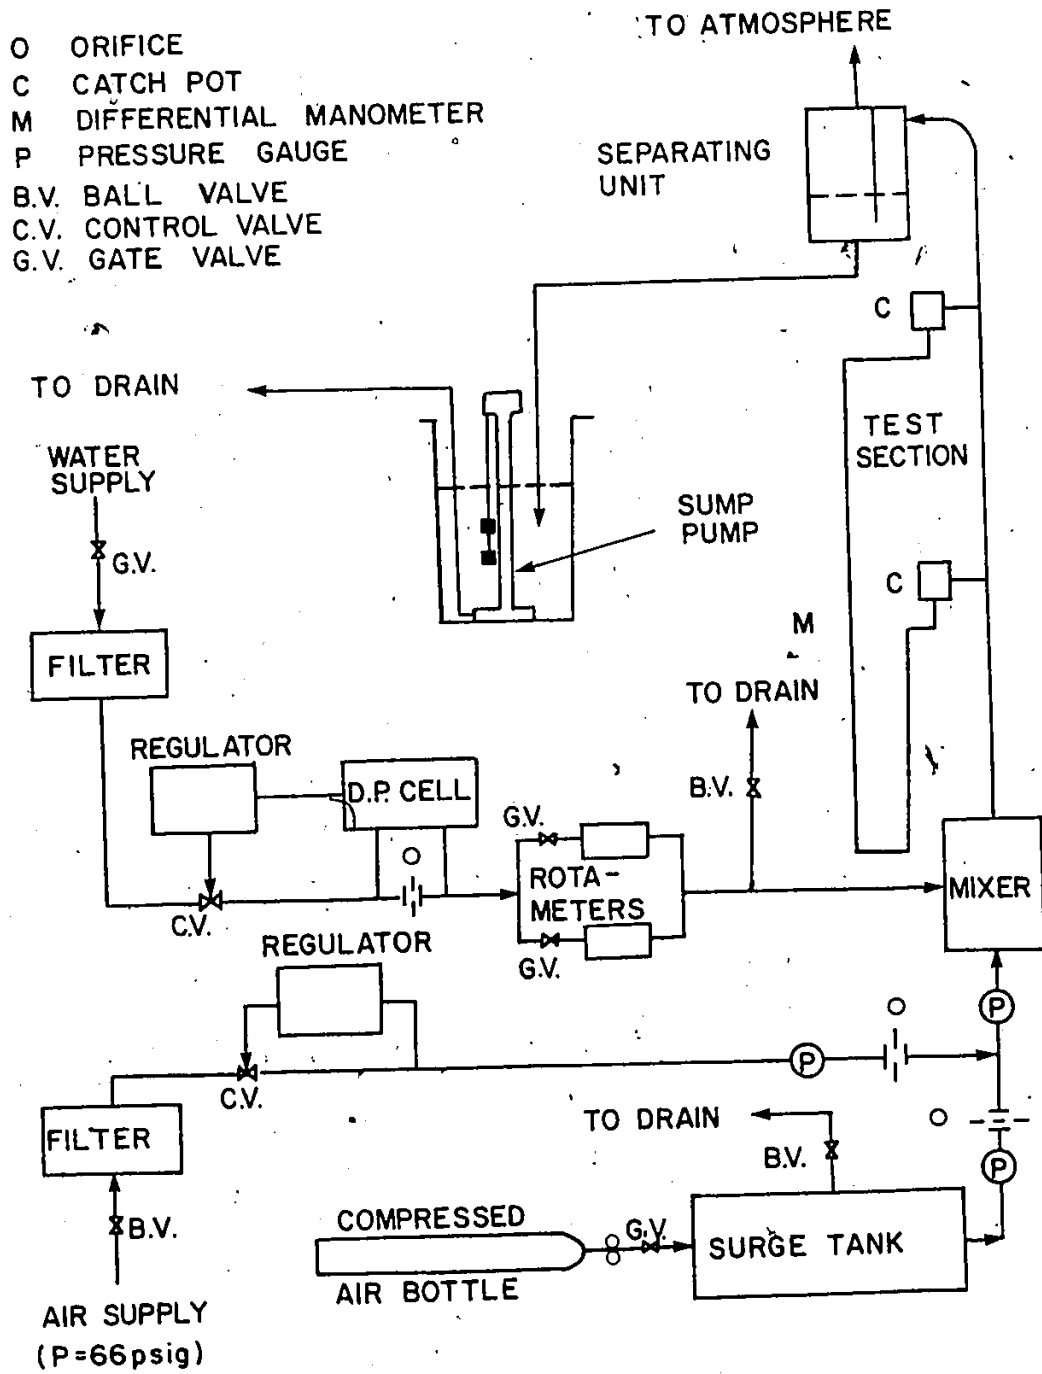 TO ATMOSPHERE
O ORIFICE
C CATCH POT
M DIFFERENTIAL MANOMETER
P PRESSURE GAUGE
B.V. BALL VALVE
C.V. CONTROL VALVE
G.V. GATE VALVE
SEPARATING
UNIT
C
TO DRAIN
TEST
SECTION
WATER
SUPPLY
G.V.
SUMP
PUMP
C
M
FILTER
TO DRAIN
REGULATOR
D.P. CELL
B.V.
G.V.
O
ROTA-
METERS
MIXER
C.V.
G.V.
REGULATOR
O
P
P
C.V.
FILTER
TO DRAIN
O
B.V.
P
B.V.
COMPRESSED
AIR BOTTLE
G.V.
SURGE TANK
AIR SUPPLY
(P=66psig)